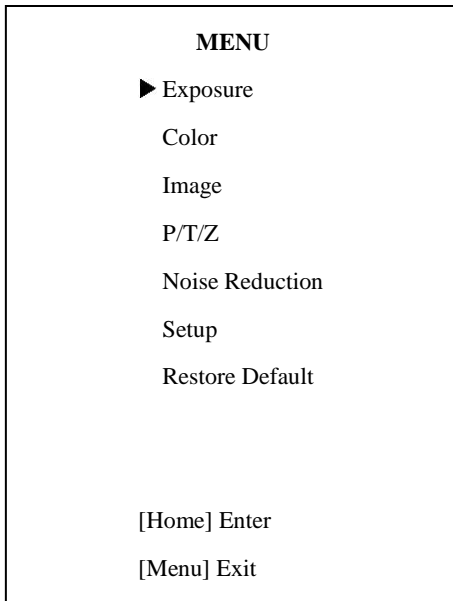 MENU
Exposure
Color
Image
P/T/Z
Noise Reduction
Setup
Restore Default
[Home] Enter
[Menu] Exit